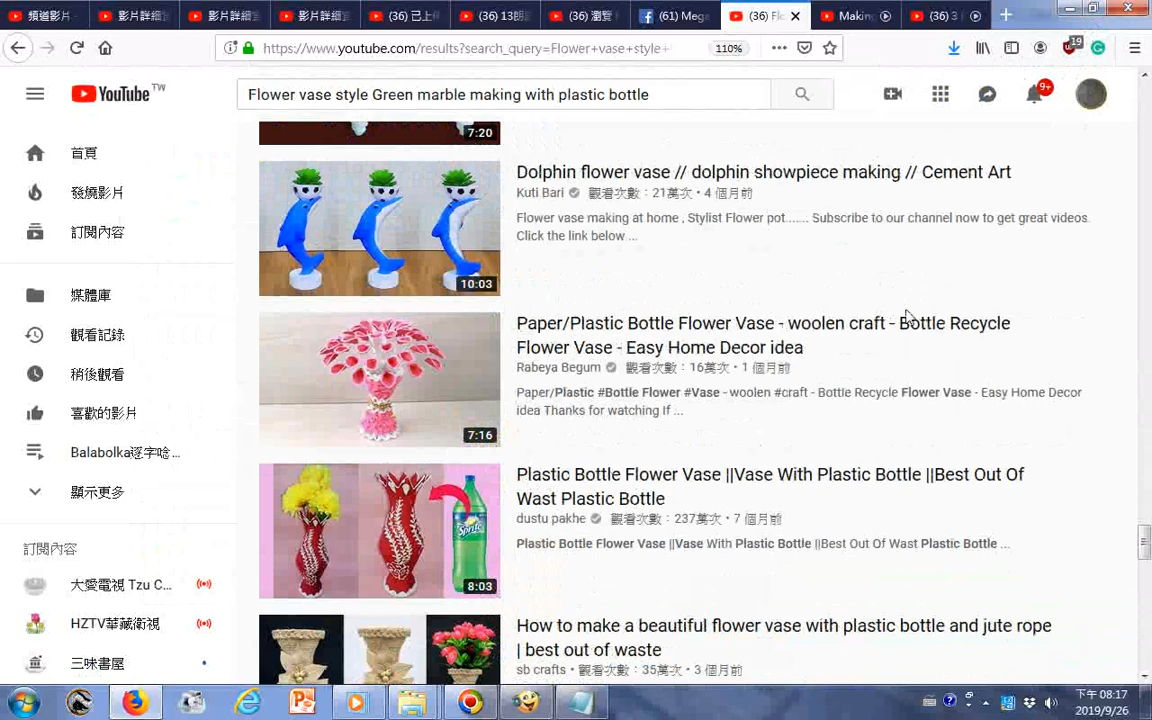 影片詳細
影片詳細
影片詳細
(36) 已上
(36) 13朗
(36) 瀏覽
(61) Mega
(36) Flo
Making
(36) 3
https://www.youtube.com/results?search_query=Flower+vase+style+
110%
19
YouTube TW
Flower vase style Green marble making with plastic bottle
9+
首頁
發燒影片
訂閱內容
媒體庫
觀看記錄
稍後觀看
喜歡的影片
Balabolka逐字唸...
顯示更多
訂閱內容
大愛電視 Tzu C...
HZTV華藏衛視
三味書屋
7:20
10:03
Dolphin flower vase // dolphin showpiece making // Cement Art
Kuti Bari 觀看次數：21萬次・4 個月前
Flower vase making at home , Stylist Flower pot...... Subscribe to our channel now to get great videos.
Click the link below ...
7:16
Paper/Plastic Bottle Flower Vase - woolen craft - Bottle Recycle
Flower Vase - Easy Home Decor idea
Rabeya Begum 觀看次數：16萬次・1 個月前
Paper/Plastic #Bottle Flower #Vase - woolen #craft - Bottle Recycle Flower Vase - Easy Home Decor
idea Thanks for watching If ...
Sprite
8:03
Plastic Bottle Flower Vase ||Vase With Plastic Bottle ||Best Out Of
Wast Plastic Bottle
dustu pakhe 觀看次數：237萬次・7 個月前
Plastic Bottle Flower Vase ||Vase With Plastic Bottle ||Best Out Of Wast Plastic Bottle ...
How to make a beautiful flower vase with plastic bottle and jute rope
| best out of waste
sb crafts・觀看次數：35萬次・3 個月前
下午 08:17
2019/9/26